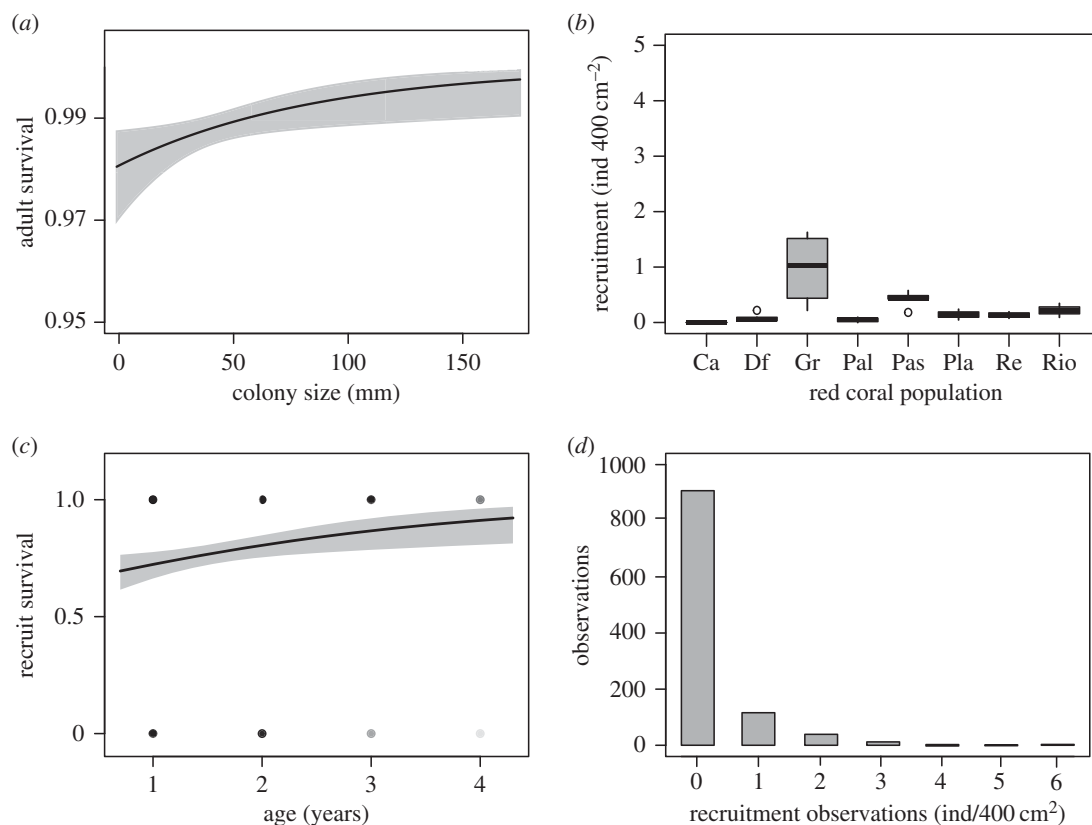 (a)
adult survival
0.99
0.97
0.95
0 50 100 150
colony size (mm)
(b)
recruitment (ind 400 cm−2)
5
4
3
2
1
0
Ca Df Gr Pal Pas Pla Re Rio
red coral population
(c)
recruit survival
1.0
0.5
0
1 2 3 4
age (years)
(d)
observations
1000
800
600
400
200
0
0 1 2 3 4 5 6
recruitment observations (ind/400 cm2)